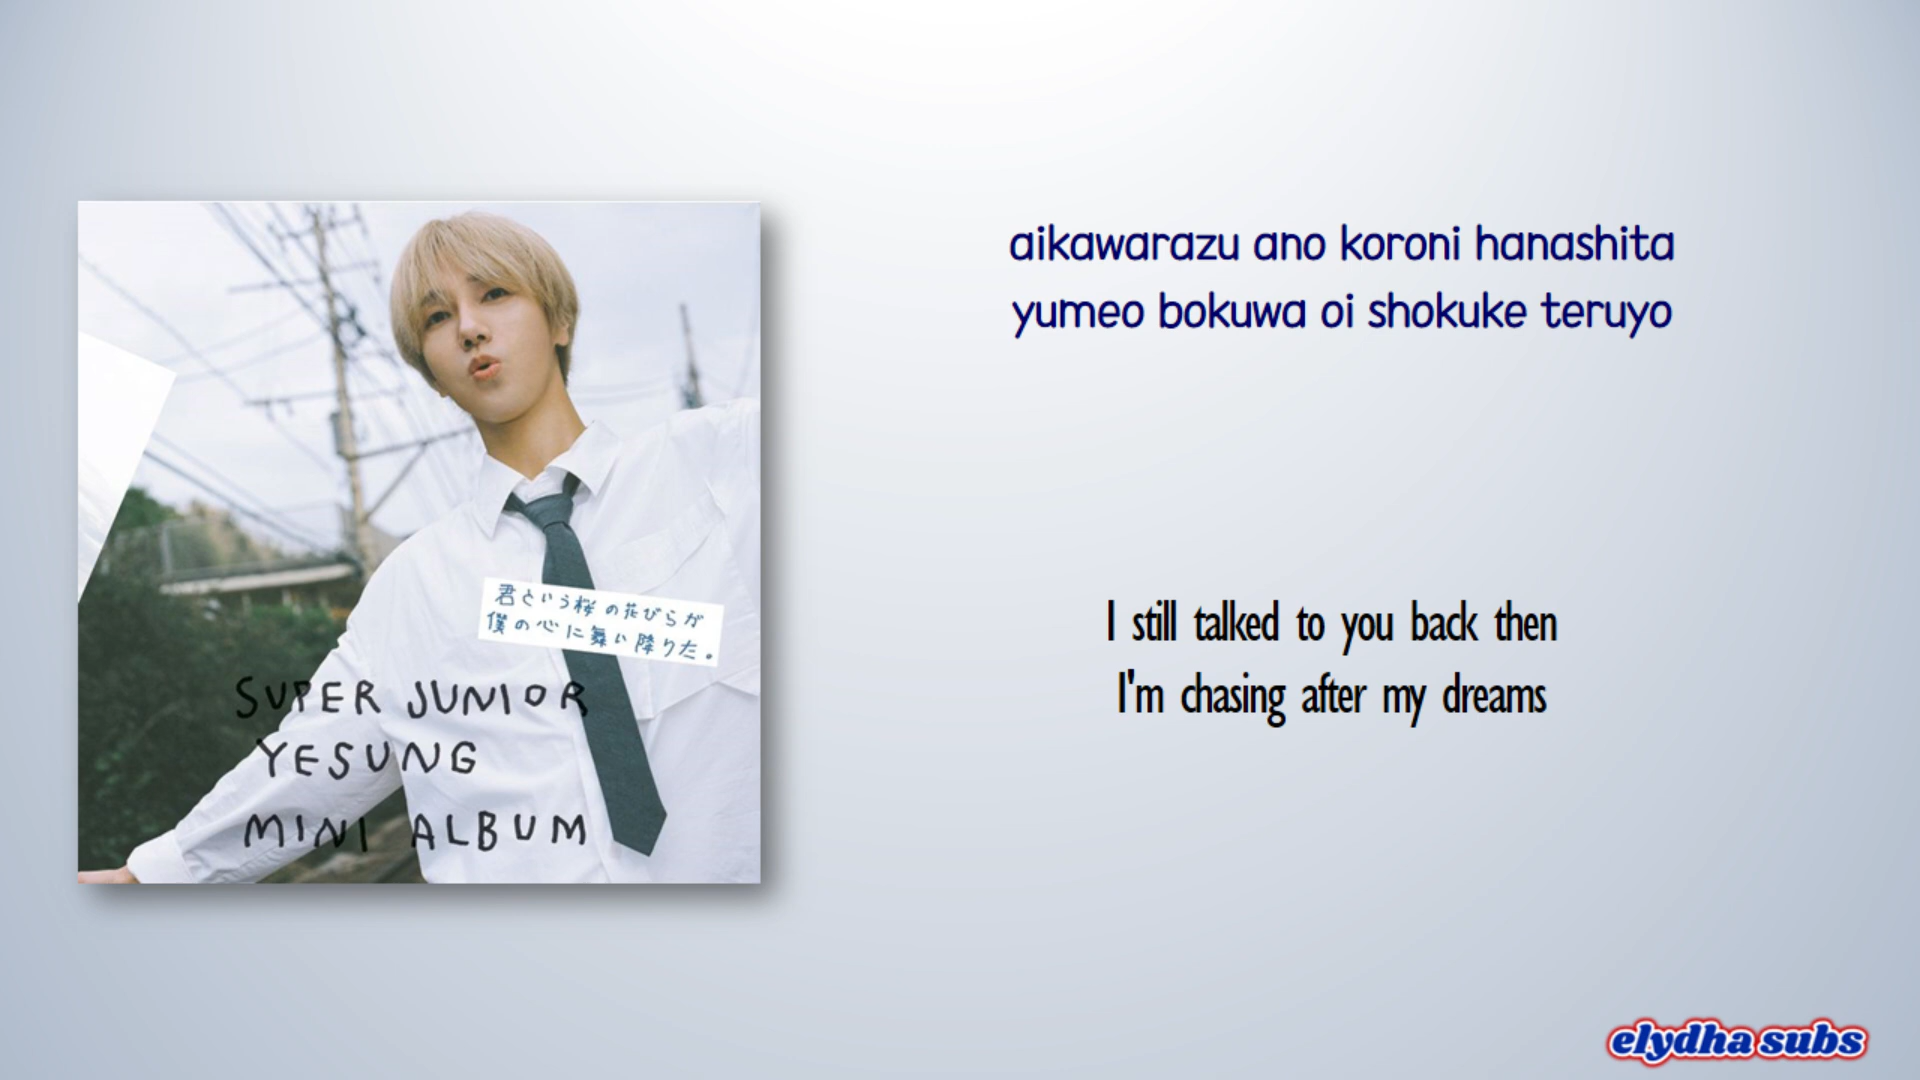 君という桜の花びらが
僕の心に舞い降りた。
SUPER JUNIOR
YESUNG
MINI ALBUM
aikawarazu ano koroni hanashita
yumeo bokuwa oi shokuke teruyo
I still talked to you back then
I'm chasing after my dreams
elydha subs